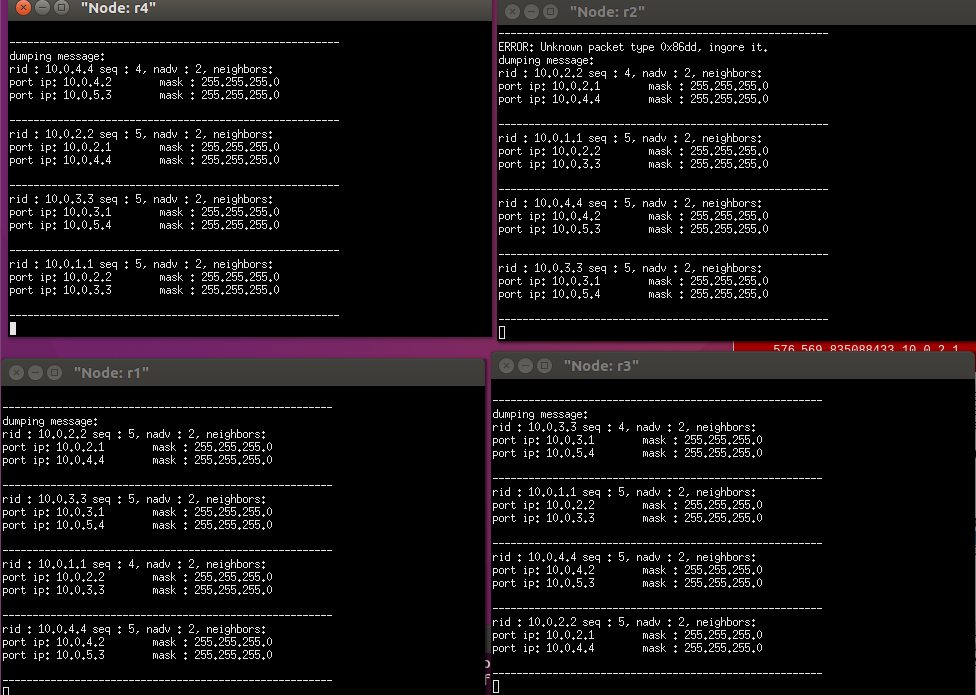 "Node: r4"
--------------------------------------------------------
dumping message:
rid : 10.0.4.4 seq : 4, nadv : 2, neighbors:
port ip: 10.0.4.2 mask : 255.255.255.0
port ip: 10.0.5.3 mask : 255.255.255.0
--------------------------------------------------------
rid : 10.0.2.2 seq : 5, nadv : 2, neighbors:
port ip: 10.0.2.1 mask : 255.255.255.0
port ip: 10.0.4.4 mask : 255.255.255.0
--------------------------------------------------------
rid : 10.0.3.3 seq : 5, nadv : 2, neighbors:
port ip: 10.0.3.1 mask : 255.255.255.0
port ip: 10.0.5.4 mask : 255.255.255.0
--------------------------------------------------------
rid : 10.0.1.1 seq : 5, nadv : 2, neighbors:
port ip: 10.0.2.2 mask : 255.255.255.0
port ip: 10.0.3.3 mask : 255.255.255.0
--------------------------------------------------------
"Node: r2"
--------------------------------------------------------
ERROR: Unknown packet type 0x86dd, ingore it.
dumping message:
rid : 10.0.2.2 seq : 4, nadv : 2, neighbors:
port ip: 10.0.2.1 mask : 255.255.255.0
port ip: 10.0.4.4 mask : 255.255.255.0
--------------------------------------------------------
rid : 10.0.1.1 seq : 5, nadv : 2, neighbors:
port ip: 10.0.2.2 mask : 255.255.255.0
port ip: 10.0.3.3 mask : 255.255.255.0
--------------------------------------------------------
rid : 10.0.4.4 seq : 5, nadv : 2, neighbors:
port ip: 10.0.4.2 mask : 255.255.255.0
port ip: 10.0.5.3 mask : 255.255.255.0
--------------------------------------------------------
rid : 10.0.3.3 seq : 5, nadv : 2, neighbors:
port ip: 10.0.3.1 mask : 255.255.255.0
port ip: 10.0.5.4 mask : 255.255.255.0
--------------------------------------------------------
576 569.835088433 10.0.2.1
"Node: r1"
--------------------------------------------------------
dumping message:
rid : 10.0.2.2 seq : 5, nadv : 2, neighbors:
port ip: 10.0.2.1 mask : 255.255.255.0
port ip: 10.0.4.4 mask : 255.255.255.0
--------------------------------------------------------
rid : 10.0.3.3 seq : 5, nadv : 2, neighbors:
port ip: 10.0.3.1 mask : 255.255.255.0
port ip: 10.0.5.4 mask : 255.255.255.0
--------------------------------------------------------
rid : 10.0.1.1 seq : 4, nadv : 2, neighbors:
port ip: 10.0.2.2 mask : 255.255.255.0
port ip: 10.0.3.3 mask : 255.255.255.0
--------------------------------------------------------
rid : 10.0.4.4 seq : 5, nadv : 2, neighbors:
port ip: 10.0.4.2 mask : 255.255.255.0
port ip: 10.0.5.3 mask : 255.255.255.0
--------------------------------------------------------
"Node: r3"
--------------------------------------------------------
dumping message:
rid : 10.0.3.3 seq : 4, nadv : 2, neighbors:
port ip: 10.0.3.1 mask : 255.255.255.0
port ip: 10.0.5.4 mask : 255.255.255.0
--------------------------------------------------------
rid : 10.0.1.1 seq : 5, nadv : 2, neighbors:
port ip: 10.0.2.2 mask : 255.255.255.0
port ip: 10.0.3.3 mask : 255.255.255.0
--------------------------------------------------------
rid : 10.0.4.4 seq : 5, nadv : 2, neighbors:
port ip: 10.0.4.2 mask : 255.255.255.0
port ip: 10.0.5.3 mask : 255.255.255.0
--------------------------------------------------------
rid : 10.0.2.2 seq : 5, nadv : 2, neighbors:
port ip: 10.0.2.1 mask : 255.255.255.0
port ip: 10.0.4.4 mask : 255.255.255.0
--------------------------------------------------------